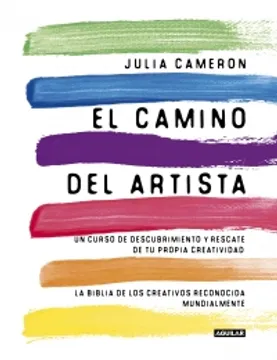 JULIA CAMERON
EL CAMINO
DEL ARTISTA
UN CURSO DE DESCUBRIMIENTO Y RESCATE
DE TU PROPIA CREATIVIDAD
LA BIBLIA DE LOS CREATIVOS RECONOCIDA
MUNDIALMENTE
AGUILAR